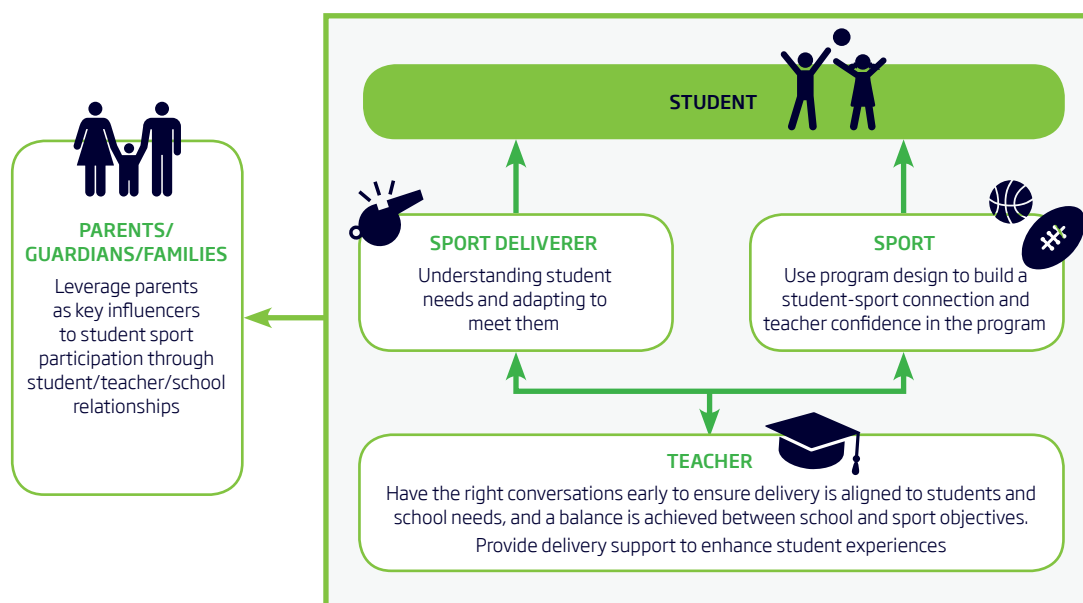 STUDENT
PARENTS/
GUARDIANS/FAMILIES
Leverage parents
as key influencers
to student sport
participation through
student/teacher/school
relationships
SPORT DELIVERER
Understanding student
needs and adapting to
meet them
SPORT
Use program design to build a
student-sport connection and
teacher confidence in the program
TEACHER
Have the right conversations early to ensure delivery is aligned to students and
school needs, and a balance is achieved between school and sport objectives.
Provide delivery support to enhance student experiences